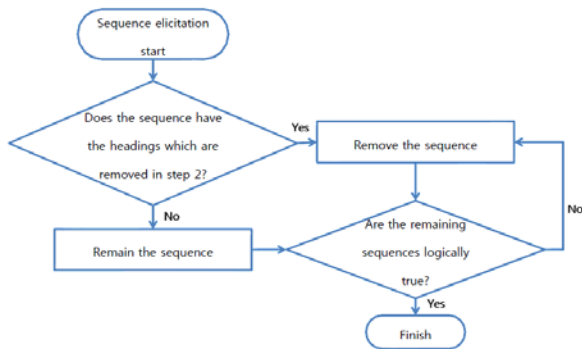 Sequence elicitation
start
Does the sequence have
the headings which are
removed in step 2?
Yes
Remove the sequence
No
Remain the sequence
Are the remaining
sequences logically
true?
No
Yes
Finish